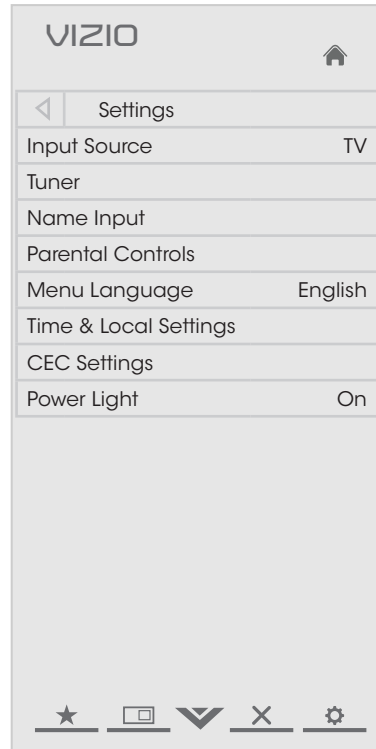 VIZIO
Settings
Input Source TV
Tuner
Name Input
Parental Controls
Menu Language English
Time & Local Settings
CEC Settings
Power Light On